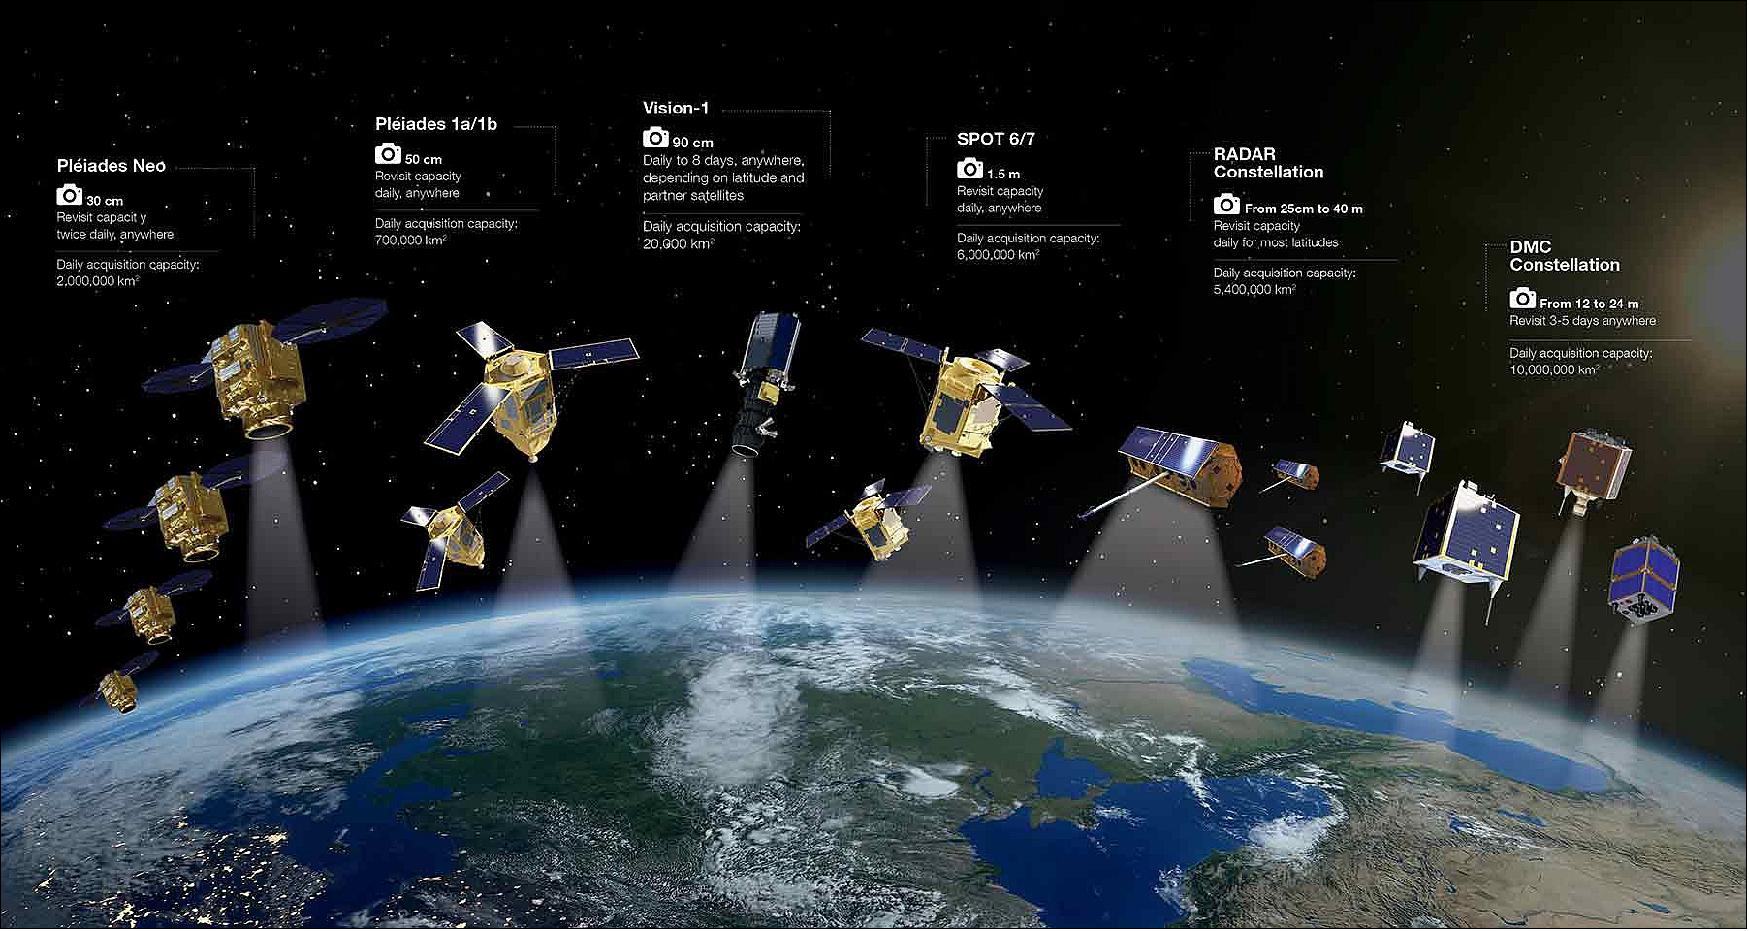 Pléiades Neo
30 cm
Revisit capacity
twice daily, anywhere
Daily acquisition capacity:
2,000,000 km²
Pléiades 1a/1b
50 cm
Revisit capacity
daily, anywhere
Daily acquisition capacity:
700,000 km²
Vision-1
90 cm
Daily to 8 days, anywhere,
depending on latitude and
partner satellites
Daily acquisition capacity:
20,000 km²
SPOT 6/7
1.5 m
Revisit capacity
daily, anywhere
Daily acquisition capacity:
6,000,000 km²
RADAR
Constellation
From 25cm to 40 m
Revisit capacity
daily for most latitudes
Daily acquisition capacity:
5,400,000 km²
DMC
Constellation
From 12 to 24 m
Revisit 3-5 days anywhere
Daily acquisition capacity:
10,000,000 km²